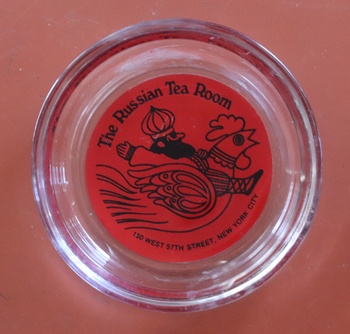 The Russian Tea Room
150 WEST 57TH STREET, NEW YORK CITY